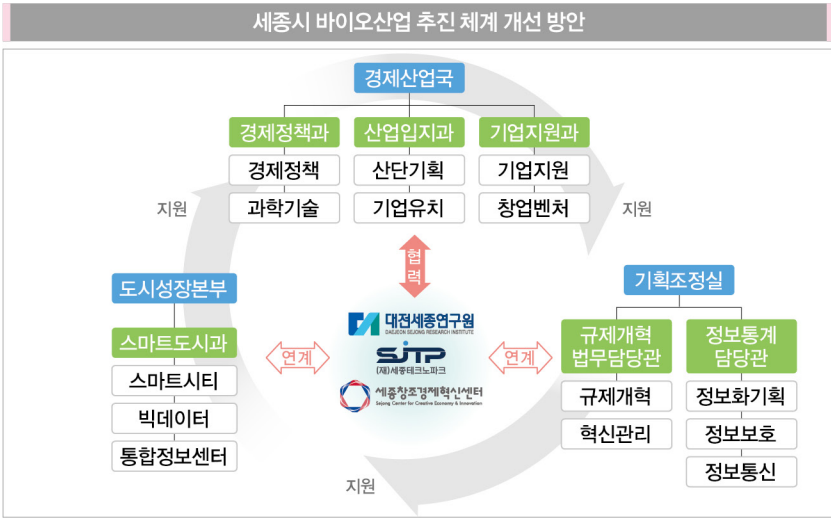 세종시 바이오산업 추진 체계 개선 방안
경제산업국
경제정책과
경제정책
과학기술
산업입지과
산단기획
기업유치
기업지원과
기업지원
창업벤처
지원
지원
협력
도시성장본부
스마트도시과
스마트시티
빅데이터
통합정보센터
연계
대전세종연구원
DAEJEON SEJONG RESEARCH INSTITUTE
SJTP
(재)세종테크노파크
세종창조경제혁신센터
Sejong Center for Creative Economy & Innovation
연계
기획조정실
규제개혁
법무담당관
규제개혁
혁신관리
정보통계
담당관
정보화기획
정보보호
정보통신
지원